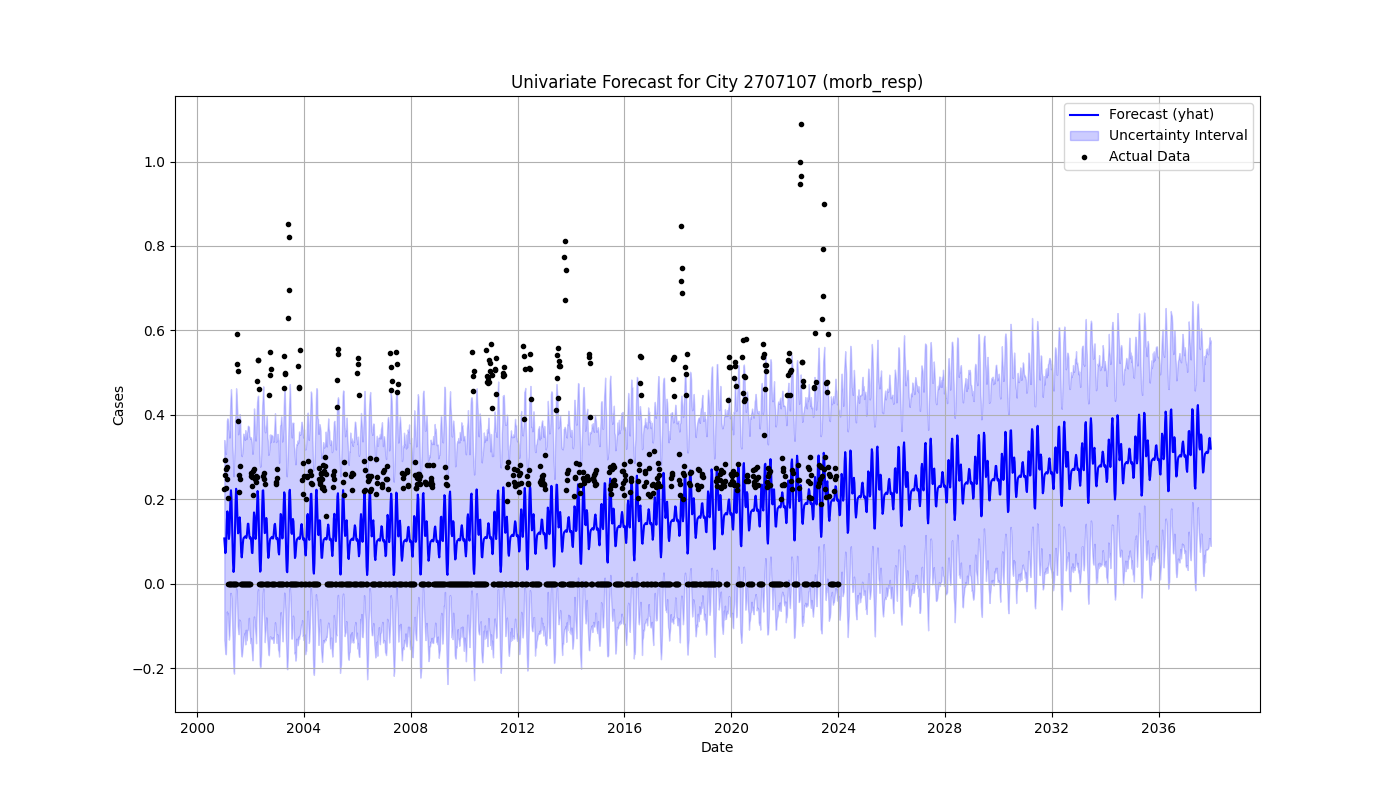 Univariate Forecast for City 2707107 (morb_resp)
Forecast (yhat)
Uncertainty Interval
Actual Data
Cases
1.0
0.8
0.6
0.4
0.2
0.0
−0.2
2000 2004 2008 2012 2016 2020 2024 2028 2032 2036
Date